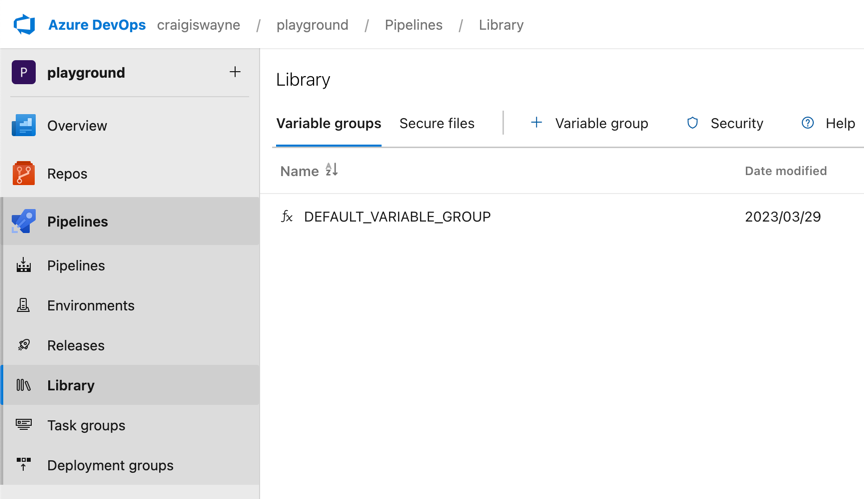 Azure DevOps craigiswayne / playground / Pipelines / Library
P playground +
Overview
Repos
Pipelines
Pipelines
Environments
Releases
Library
Task groups
Deployment groups
Library
Variable groups Secure files + Variable group Security ? Help
Name AZ Date modified
fx DEFAULT_VARIABLE_GROUP 2023/03/29